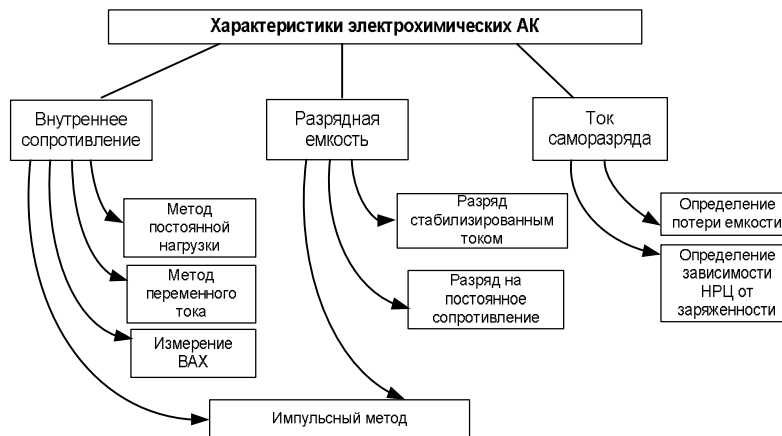 Характеристики электрохимических АК
Внутреннее
сопротивление
Разрядная
емкость
Ток
саморазряда
Метод
постоянной
нагрузки
Метод
переменного
тока
Измерение
ВАХ
Разряд
стабилизированным
током
Разряд на
постоянное
сопротивление
Определение
потери емкости
Определение
зависимости
НРЦ от
заряженности
Импульсный метод